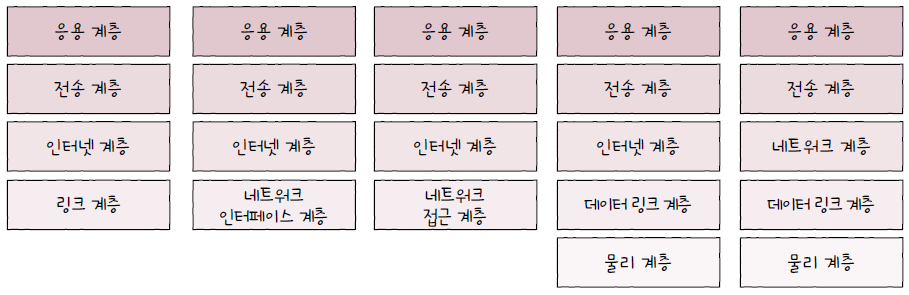 응용 계층 응용 계층 응용 계층 응용 계층 응용 계층
전송 계층 전송 계층 전송 계층 전송 계층 전송 계층
인터넷 계층 인터넷 계층 인터넷 계층 인터넷 계층 네트워크 계층
링크 계층
네트워크
인터페이스 계층
네트워크
접근 계층
데이터 링크 계층 데이터 링크 계층
물리 계층 물리 계층